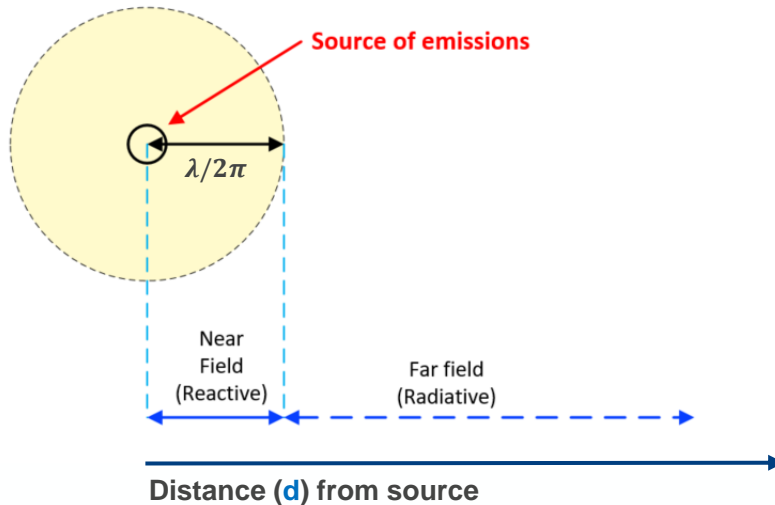 Source of emissions
λ/2π
Near
Field
(Reactive)
Far field
(Radiative)
Distance (d) from source